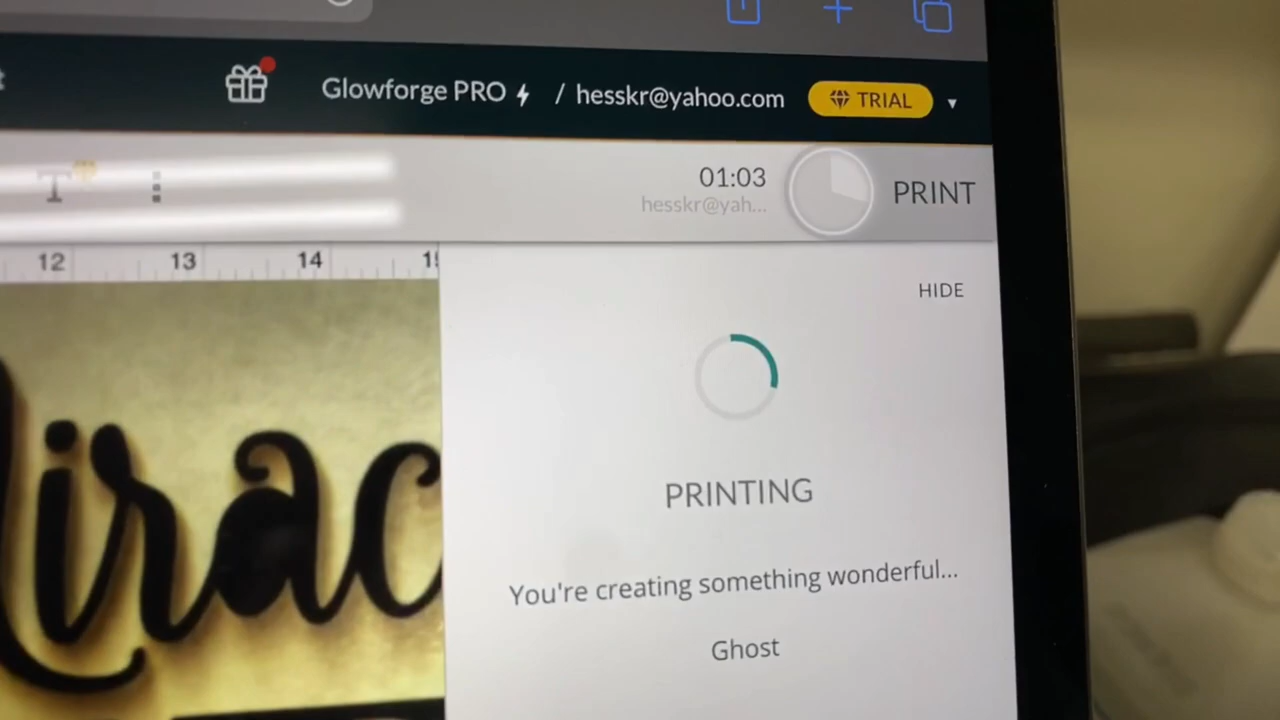 Glowforge PRO / hesskr@yahoo.com TRIAL
T
01:03
hesskr@yah...
PRINT
12 13 14
HIDE
irac
PRINTING
You're creating something wonderful...
Ghost